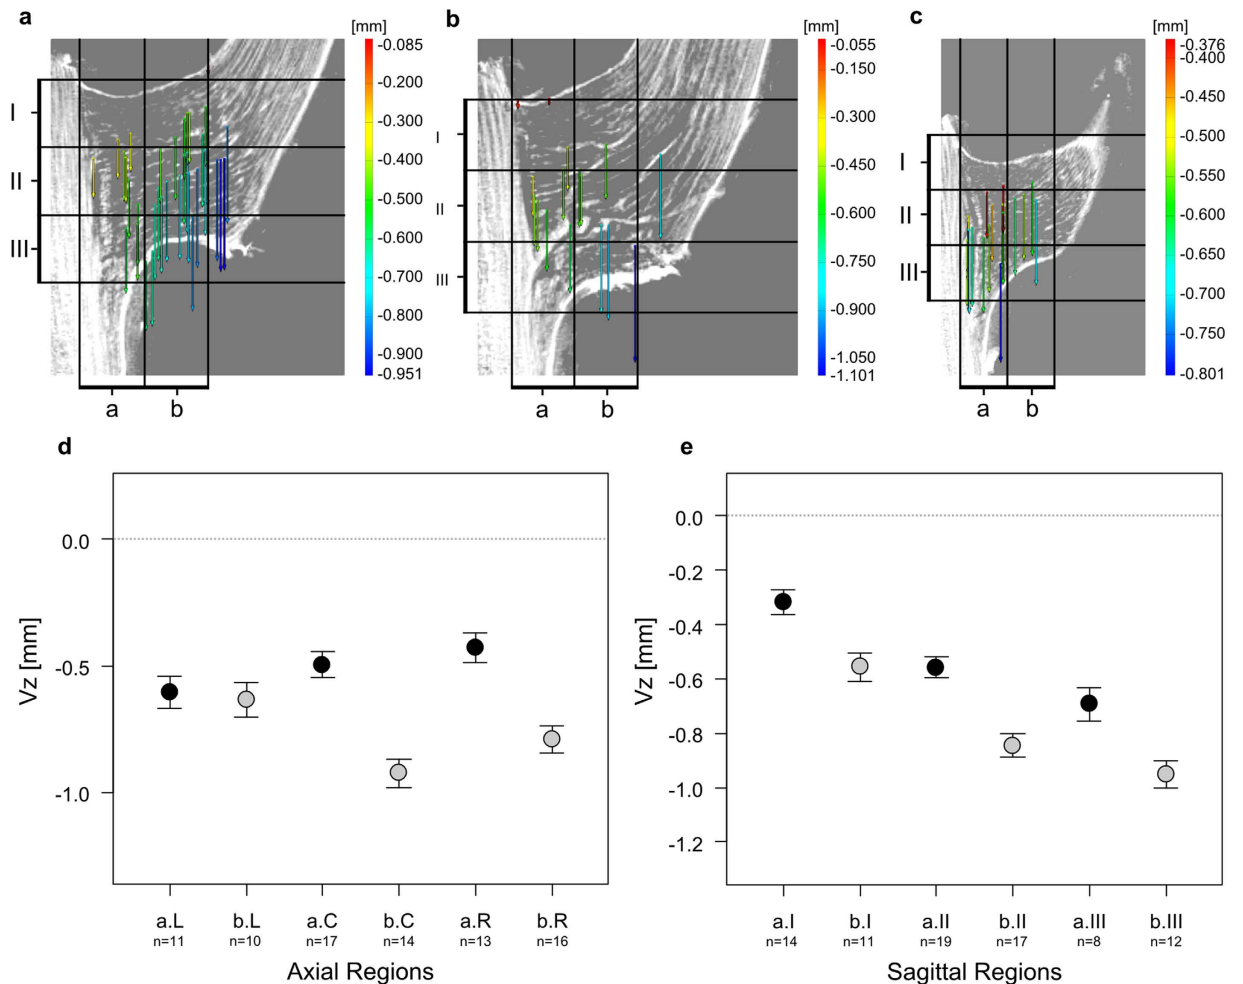 a
[mm]
-0.085
-0.200
-0.300
-0.400
-0.500
-0.600
-0.700
-0.800
-0.900
-0.951
I
II
III
a
b
b
[mm]
-0.055
-0.150
-0.300
-0.450
-0.600
-0.750
-0.900
-1.050
-1.101
I
II
III
a
b
c
[mm]
-0.376
-0.450
-0.500
-0.550
-0.600
-0.650
-0.700
-0.750
-0.801
I
II
III
a
b
d
Vz [mm]
0.0
-0.5
-1.0
a.L
b.L
a.C
b.C
a.R
b.R
n=11
n=10
n=17
n=14
n=13
n=16
Axial Regions
e
Vz [mm]
0.0
-0.2
-0.4
-0.6
-0.8
-1.0
-1.2
a.I
b.I
a.II
b.II
a.III
b.III
n=14
n=11
n=19
n=17
n=8
n=12
Sagittal Regions